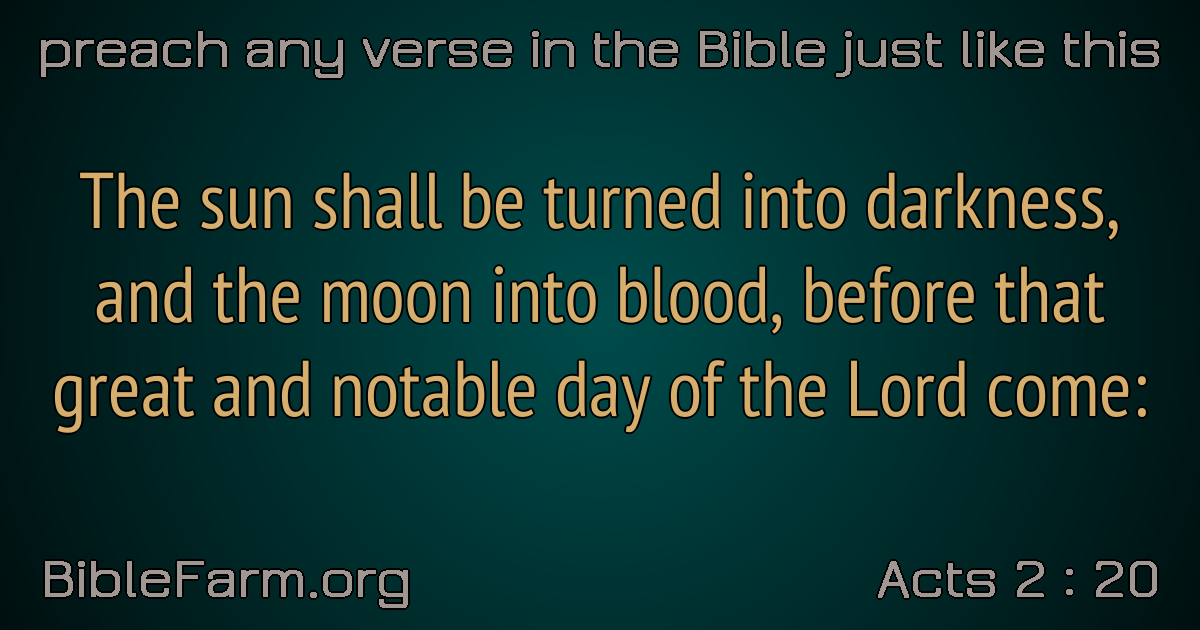 preach any verse in the Bible just like this
The sun shall be turned into darkness,
and the moon into blood, before that
great and notable day of the Lord come:
BibleFarm.org
Acts 2 : 20